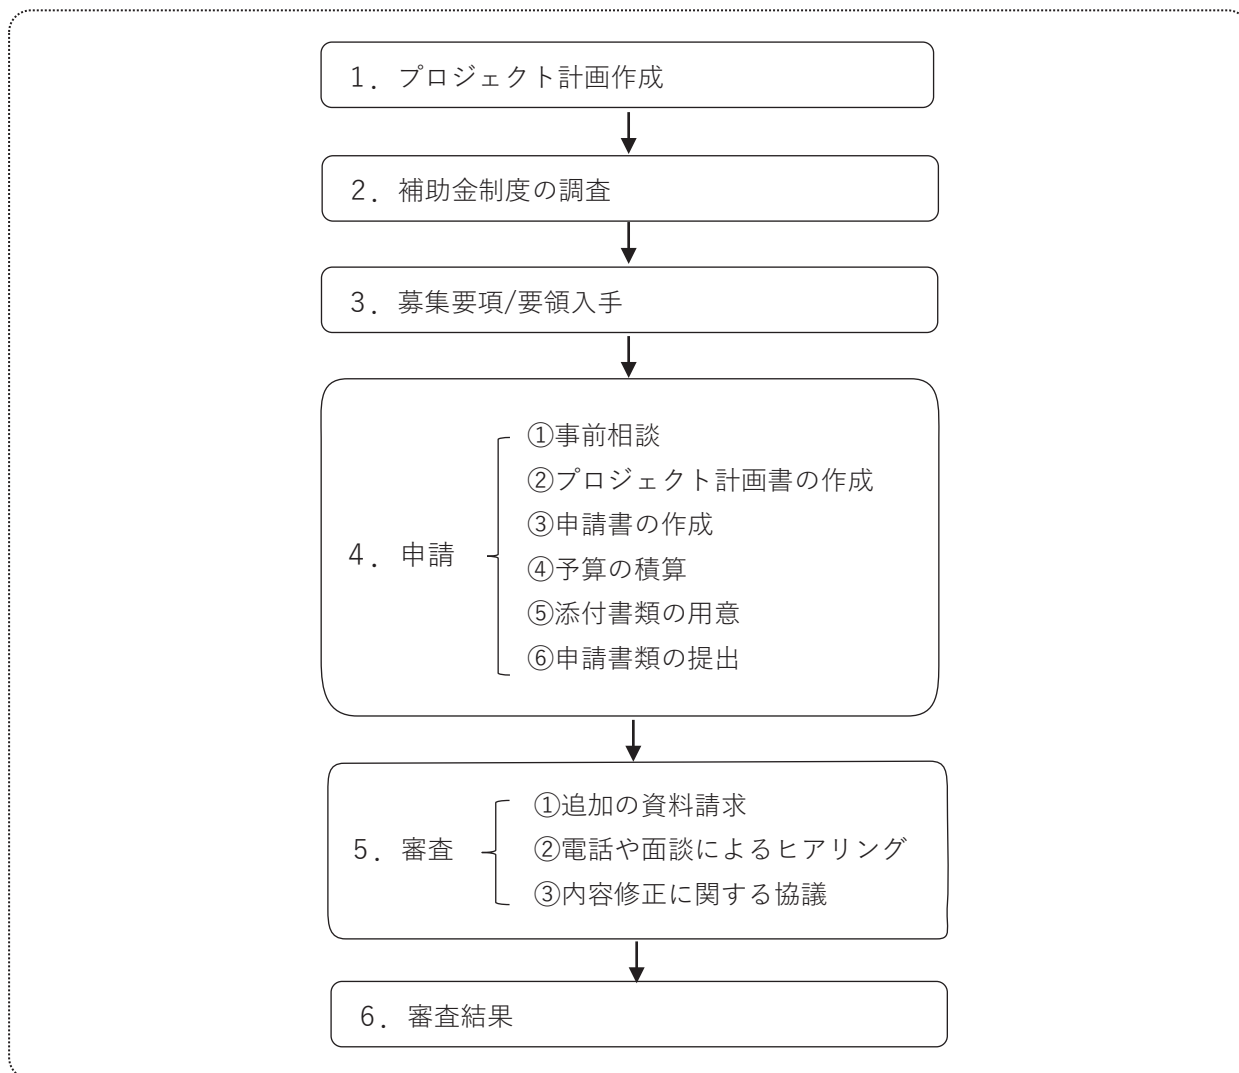 1．プロジェクト計画作成
2．補助金制度の調査
3．募集要項/要領入手
4．申請
①事前相談
②プロジェクト計画書の作成
③申請書の作成
④予算の積算
⑤添付書類の用意
⑥申請書類の提出
5．審査
①追加の資料請求
②電話や面談によるヒアリング
③内容修正に関する協議
6．審査結果